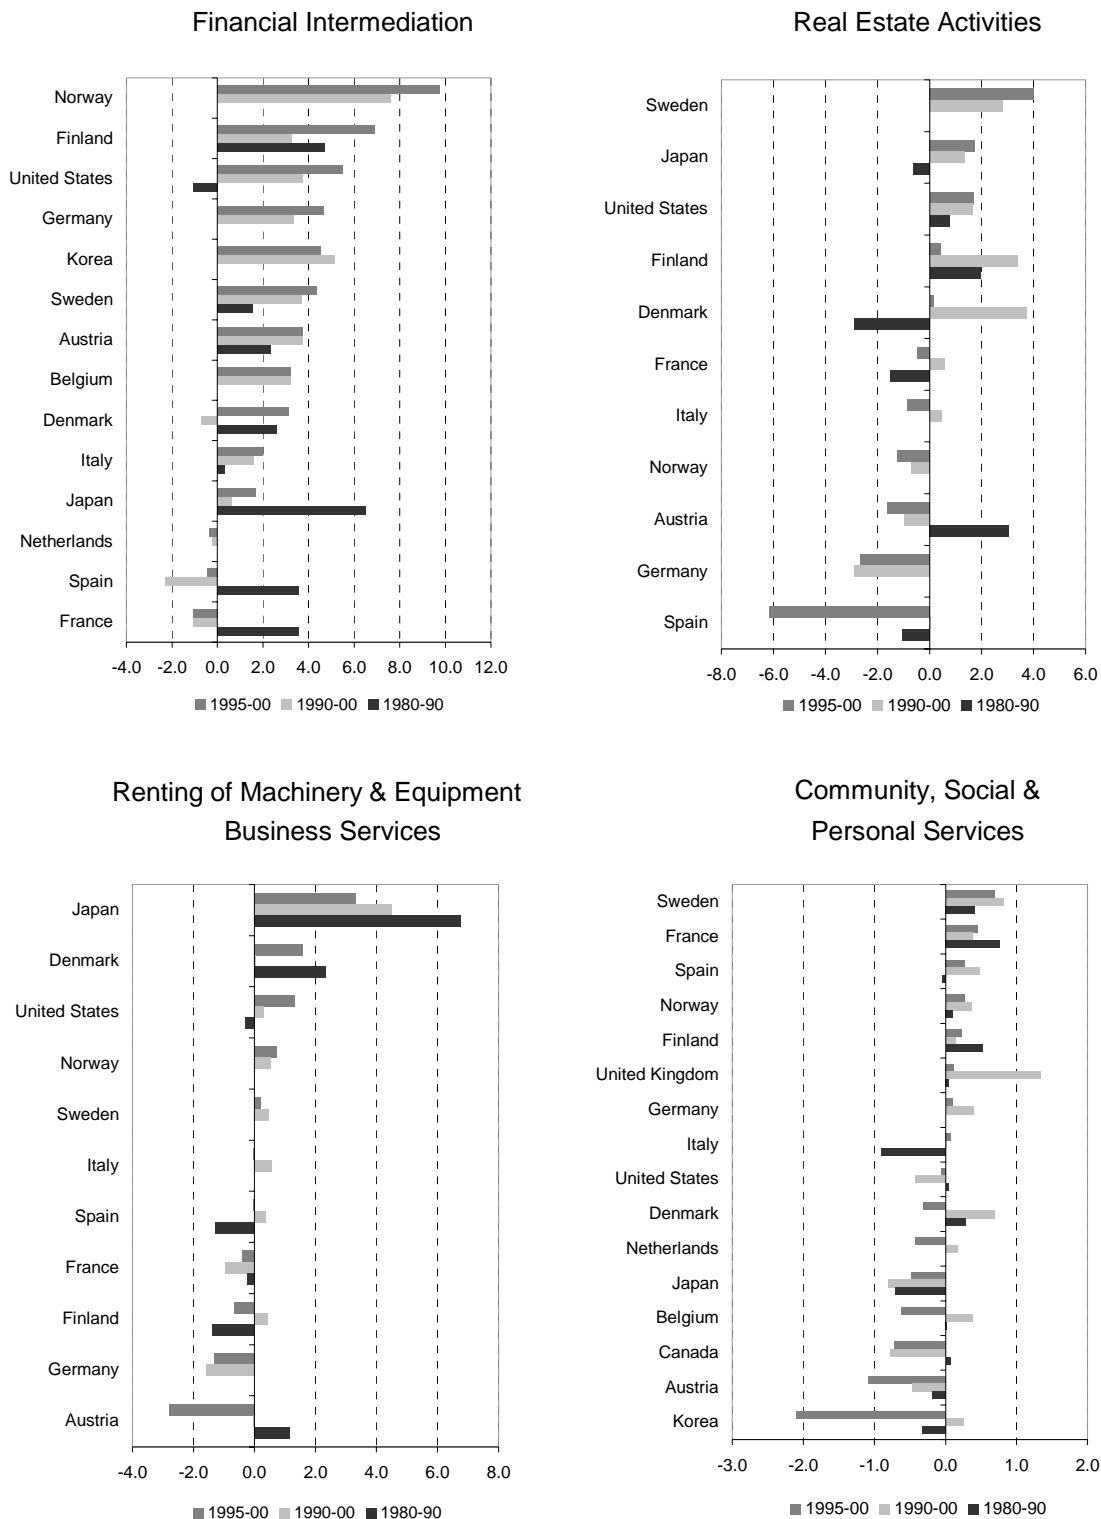 Financial Intermediation
Norway
Finland
United States
Germany
Korea
Sweden
Austria
Belgium
Denmark
Italy
Japan
Netherlands
Spain
France
-4.0 -2.0 0.0 2.0 4.0 6.0 8.0 10.0 12.0
1995-00 1990-00 1980-90
Real Estate Activities
Sweden
Japan
United States
Finland
Denmark
France
Italy
Norway
Austria
Germany
Spain
-8.0 -6.0 -4.0 -2.0 0.0 2.0 4.0 6.0
1995-00 1990-00 1980-90
Renting of Machinery & Equipment
Business Services
Japan
Denmark
United States
Norway
Sweden
Italy
Spain
France
Finland
Germany
Austria
-4.0 -2.0 0.0 2.0 4.0 6.0 8.0
1995-00 1990-00 1980-90
Community, Social &
Personal Services
Sweden
France
Spain
Norway
Finland
United Kingdom
Germany
Italy
United States
Denmark
Netherlands
Japan
Belgium
Canada
Austria
Korea
-3.0 -2.0 -1.0 0.0 1.0 2.0
1995-00 1990-00 1980-90